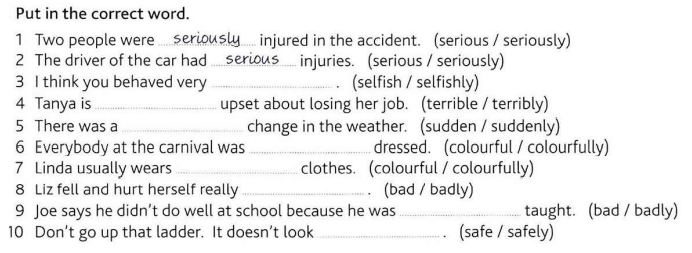 Put in the correct word.
1 Two people were seriously injured in the accident. (serious / seriously)
2 The driver of the car had serious injuries. (serious / seriously)
3 I think you behaved very ........................ . (selfish / selfishly)
4 Tanya is ........................ upset about losing her job. (terrible / terribly)
5 There was a ........................ change in the weather. (sudden / suddenly)
6 Everybody at the carnival was ........................ dressed. (colourful / colourfully)
7 Linda usually wears ........................ clothes. (colourful / colourfully)
8 Liz fell and hurt herself really ........................ . (bad / badly)
9 Joe says he didn't do well at school because he was ........................ taught. (bad / badly)
10 Don't go up that ladder. It doesn't look ........................ . (safe / safely)